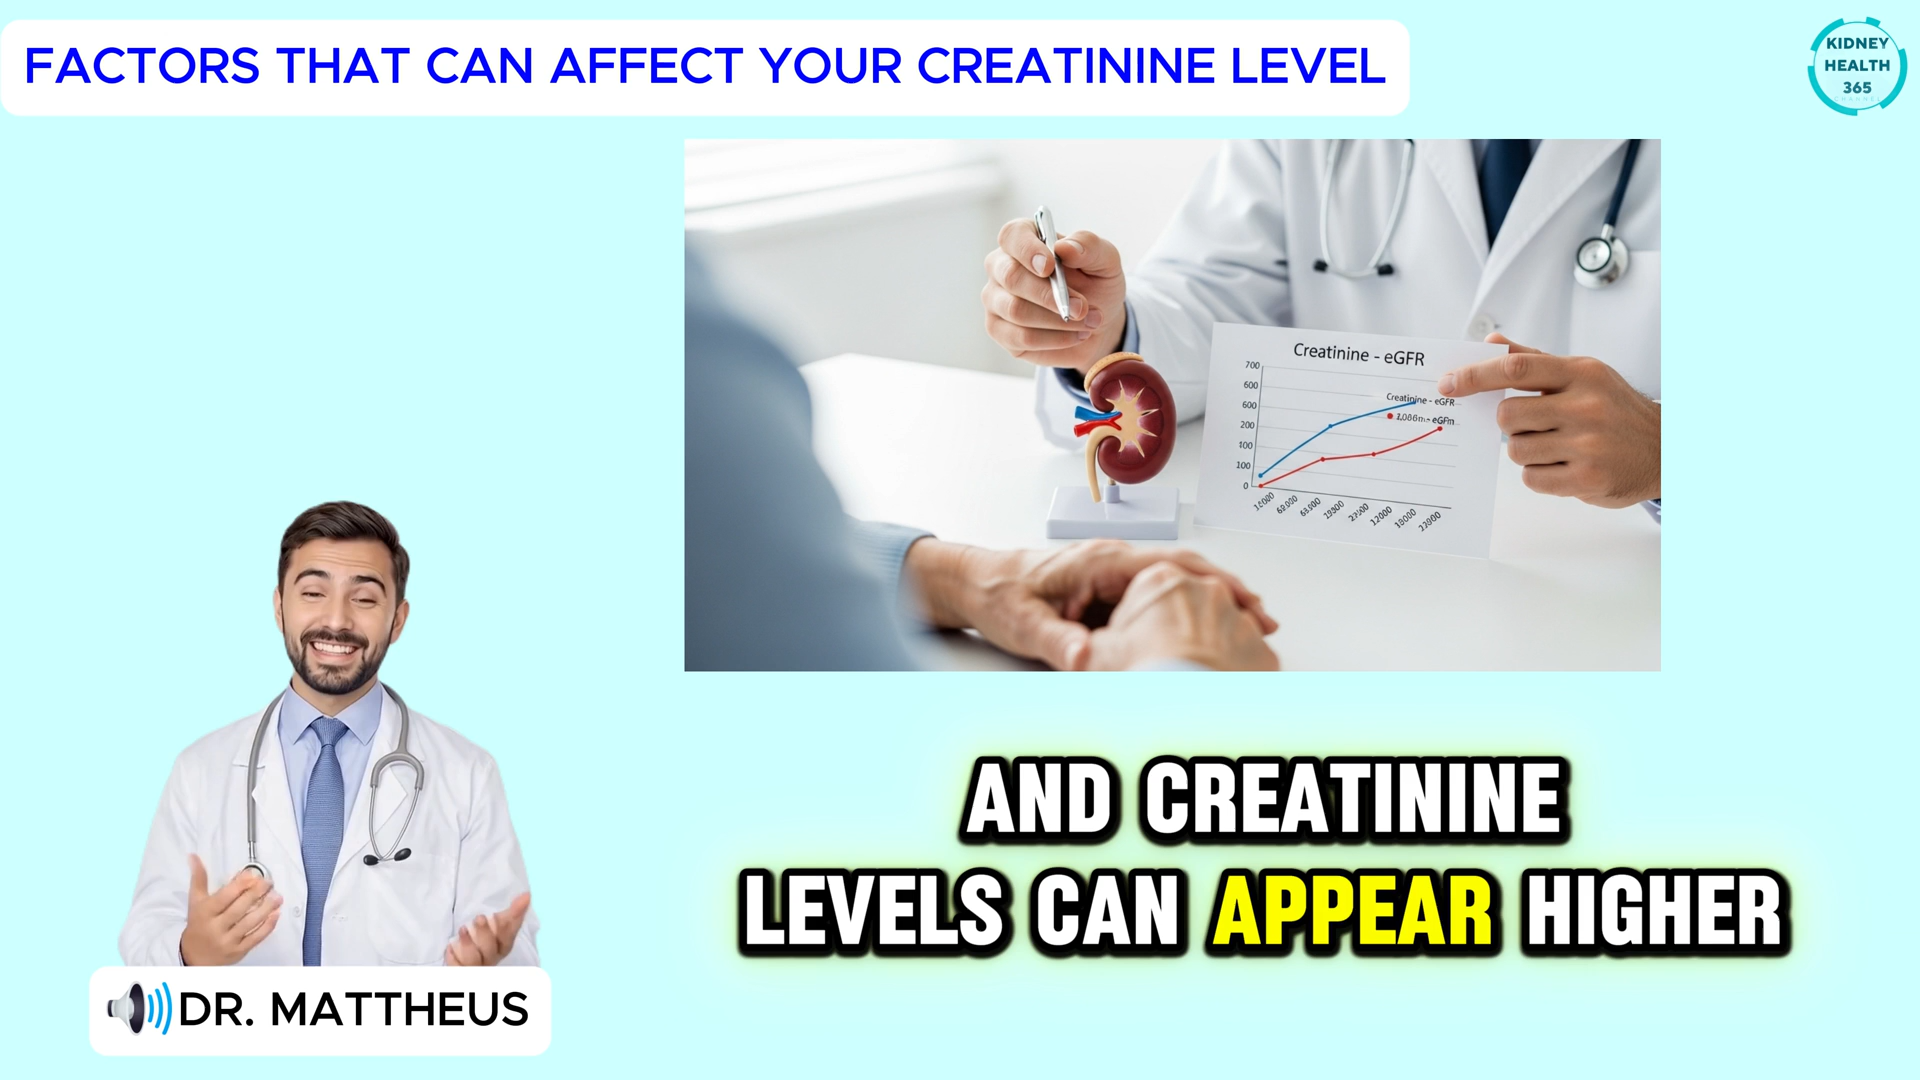 FACTORS THAT CAN AFFECT YOUR CREATININE LEVEL
KIDNEY
HEALTH
365
CHANNEL
Creatinine - eGFR
700
600
600
200
100
100
0
Creatinine - eGFR
AND CREATININE
LEVELS CAN APPEAR HIGHER
DR. MATTHEUS